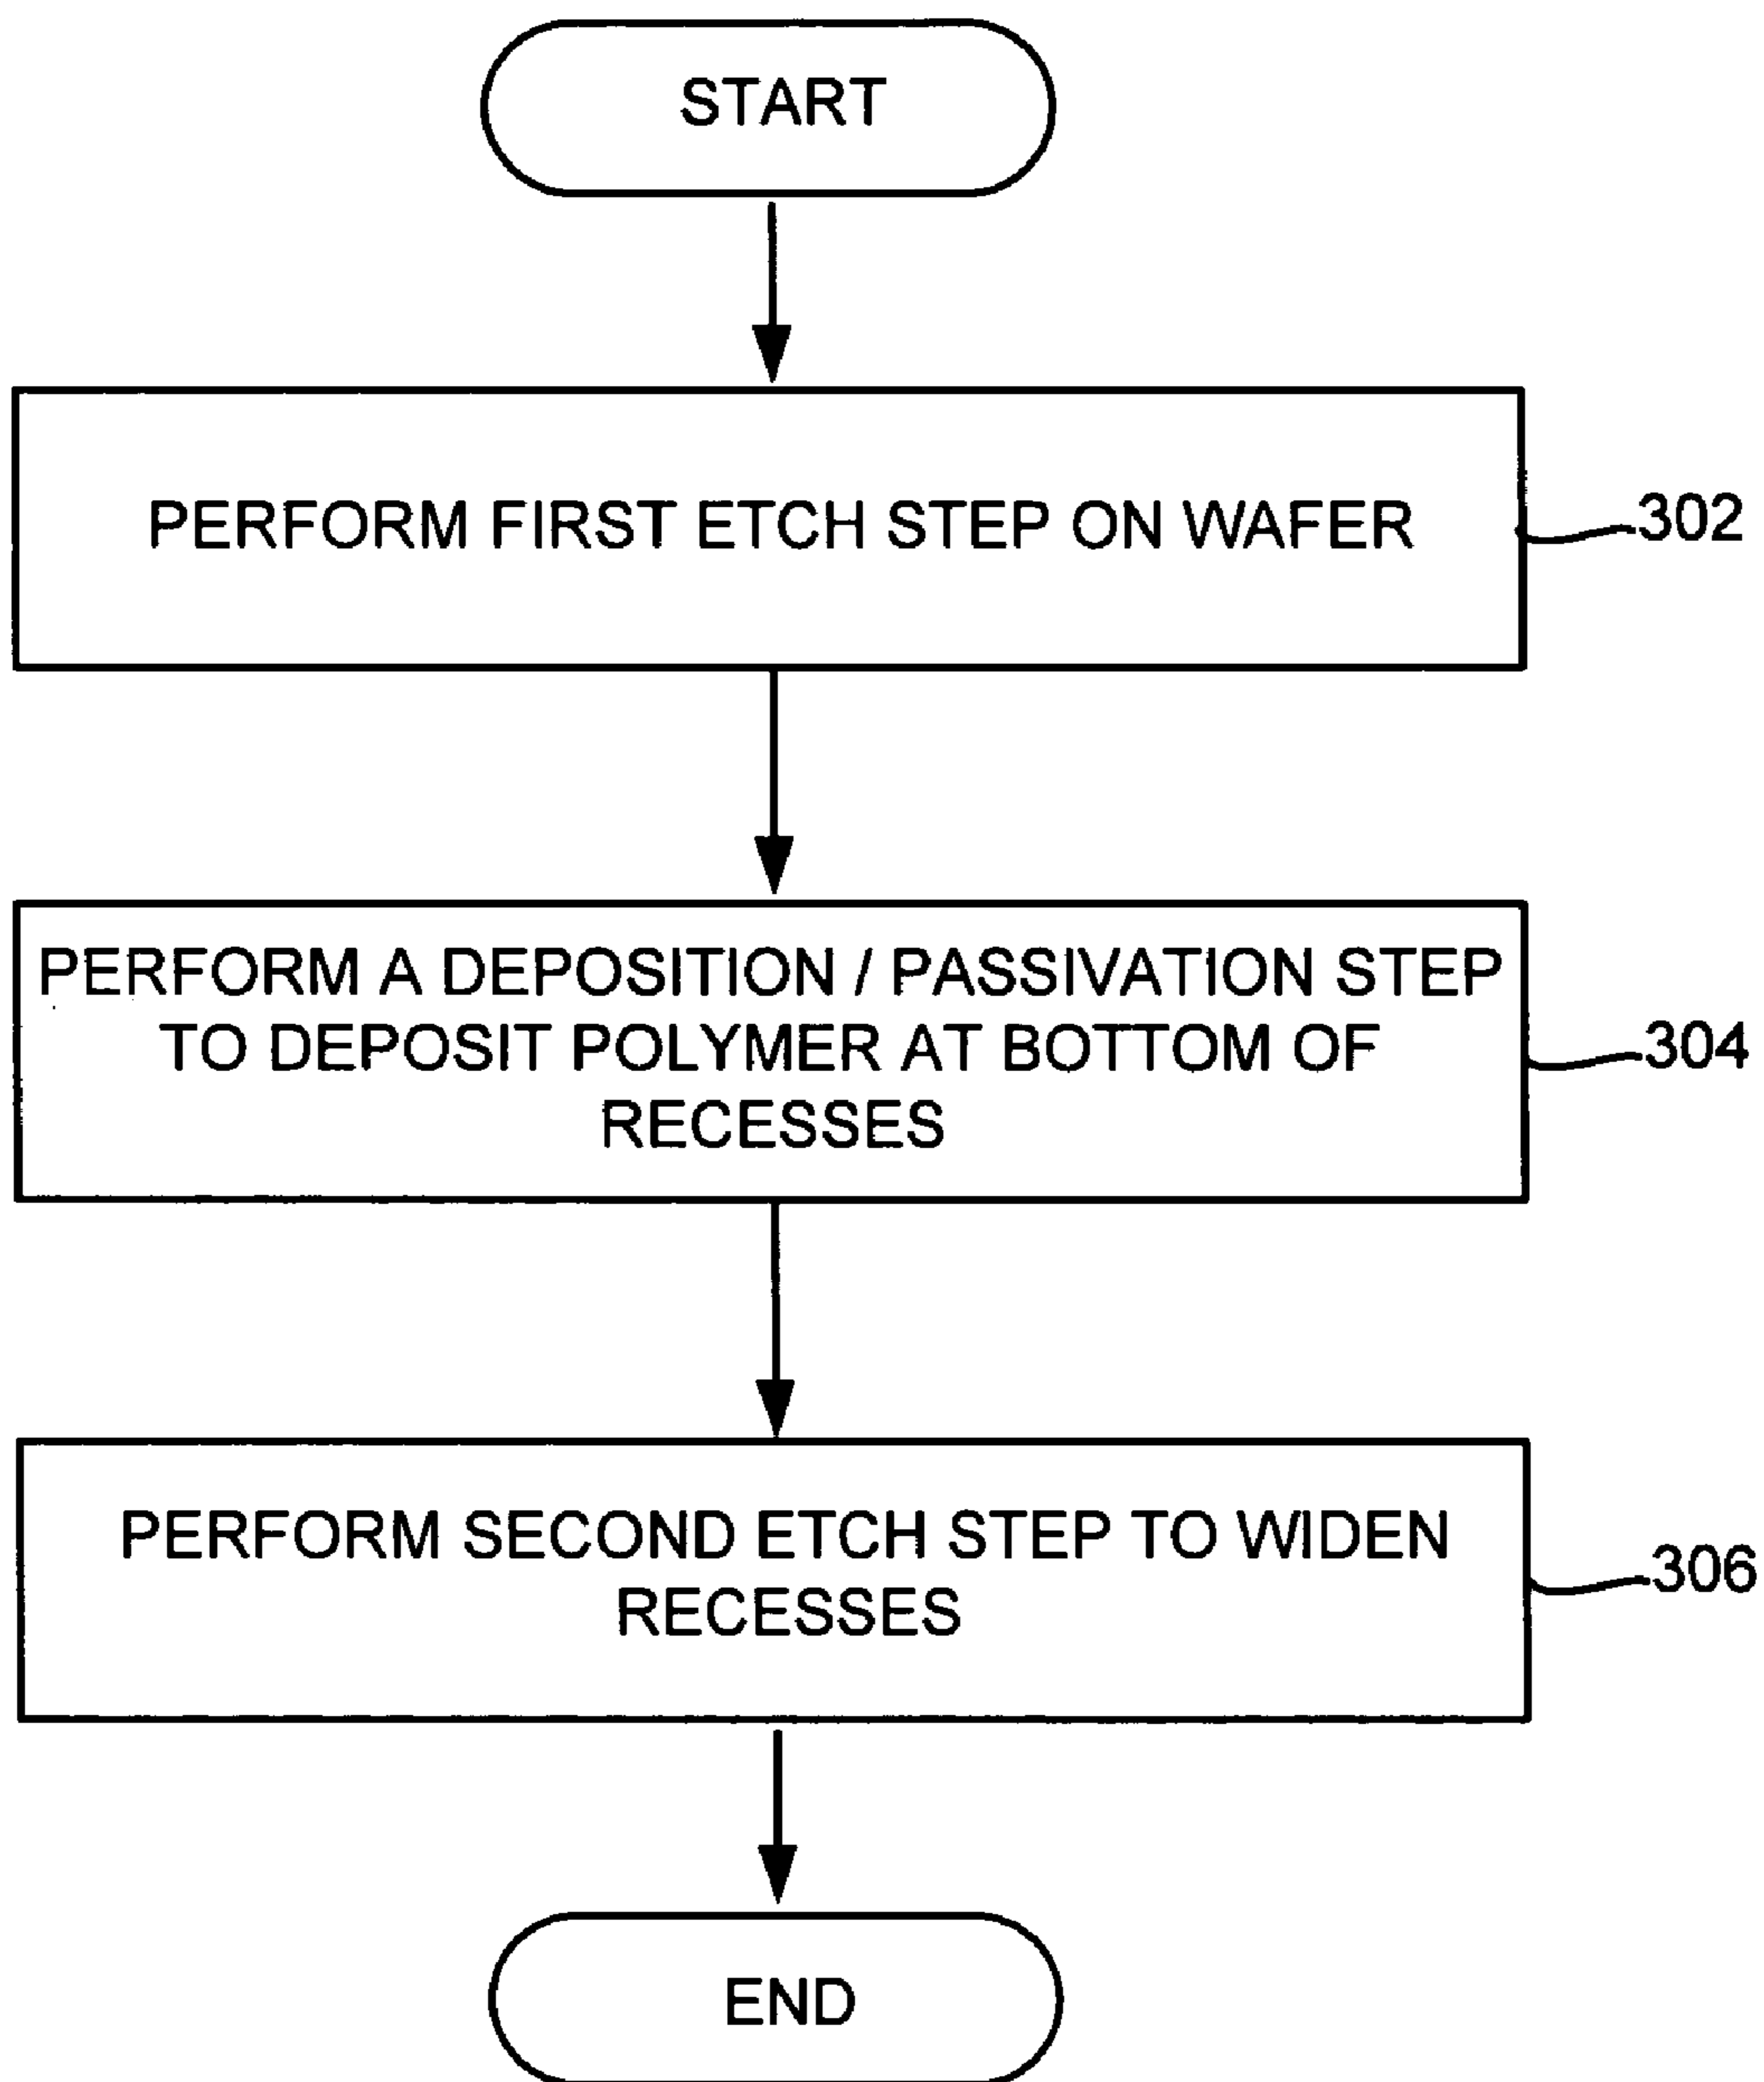 START
PERFORM FIRST ETCH STEP ON WAFER
302
PERFORM A DEPOSITION / PASSIVATION STEP
TO DEPOSIT POLYMER AT BOTTOM OF
RECESSES
304
PERFORM SECOND ETCH STEP TO WIDEN
RECESSES
306
END